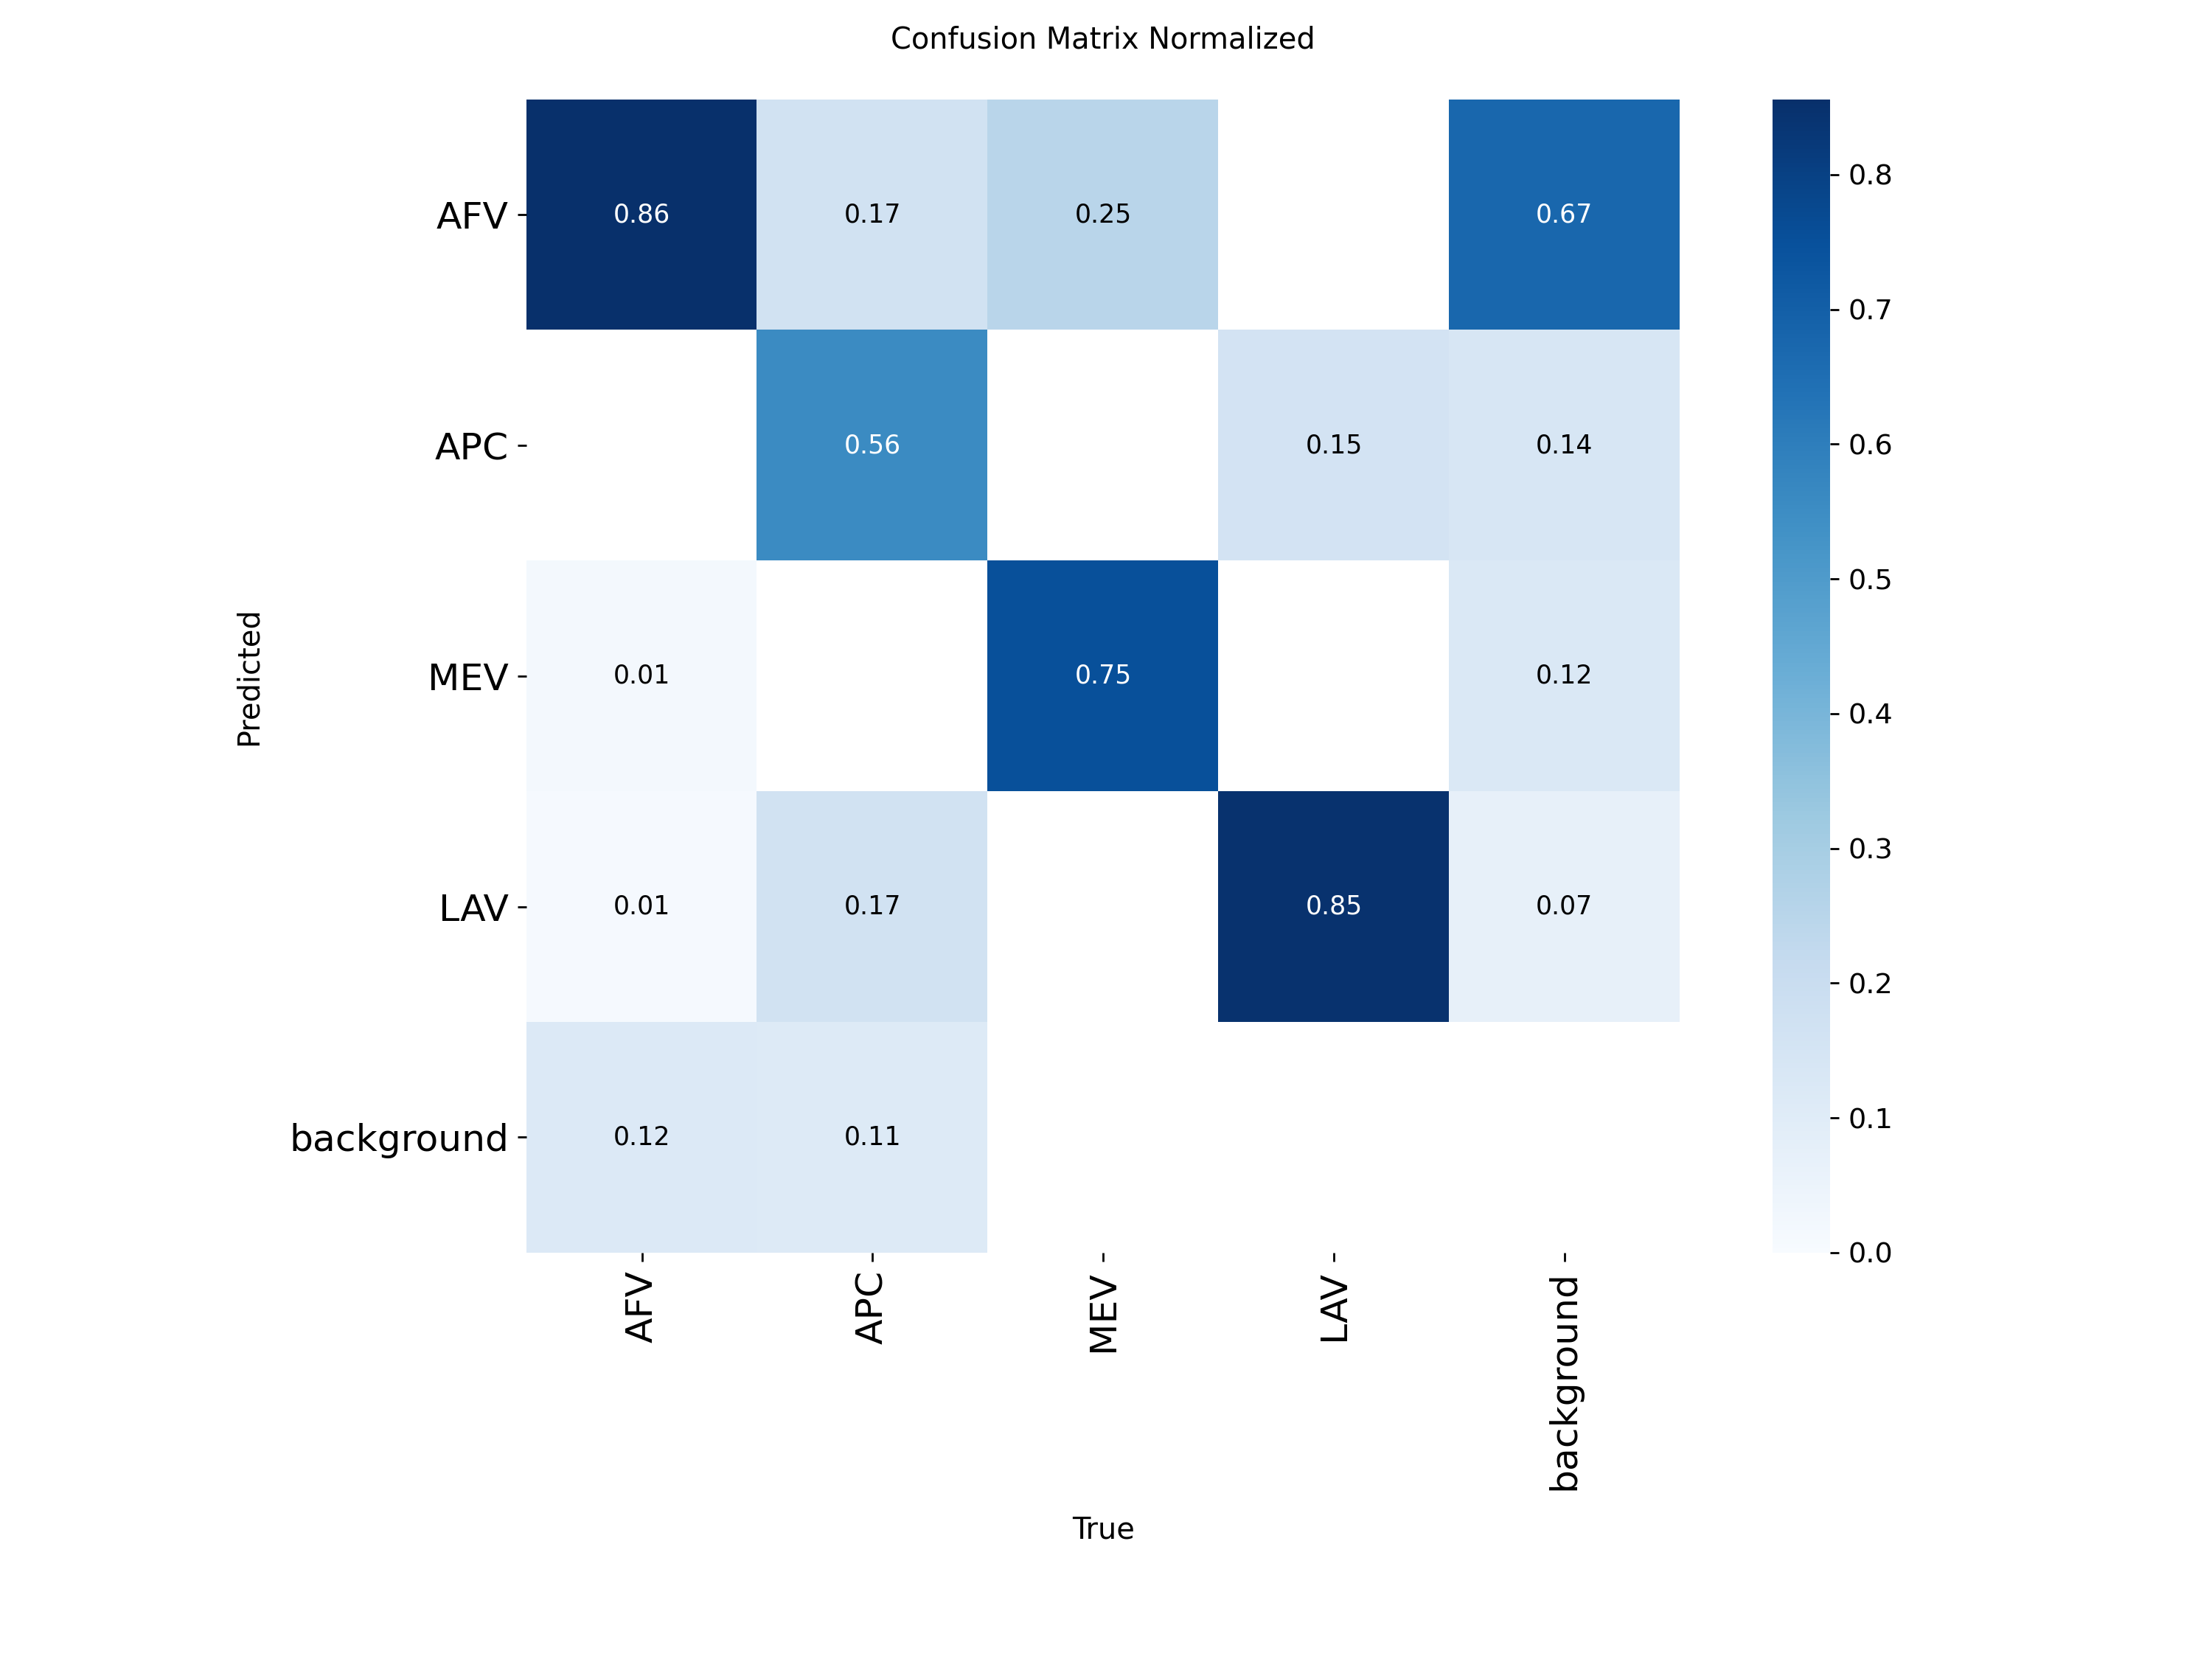 Confusion Matrix Normalized
AFV 0.86 0.17 0.25 0.67
APC 0.56 0.15 0.14
MEV 0.01 0.75 0.12
LAV 0.01 0.17 0.85 0.07
background 0.12 0.11
AFV APC MEV LAV background
Predicted
True
0.8
0.7
0.6
0.5
0.4
0.3
0.2
0.1
0.0